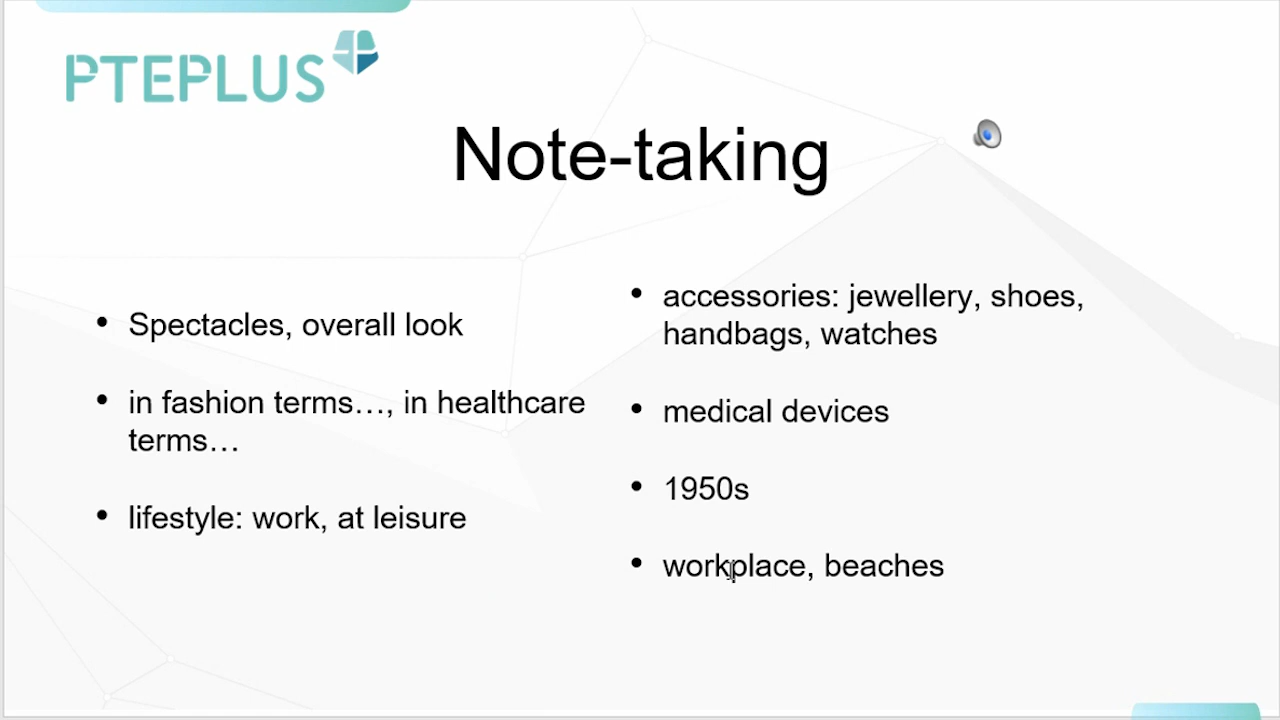 PTEPLUS
Note-taking
• Spectacles, overall look
• in fashion terms…, in healthcare
terms…
• lifestyle: work, at leisure
• accessories: jewellery, shoes,
handbags, watches
• medical devices
• 1950s
• workplace, beaches